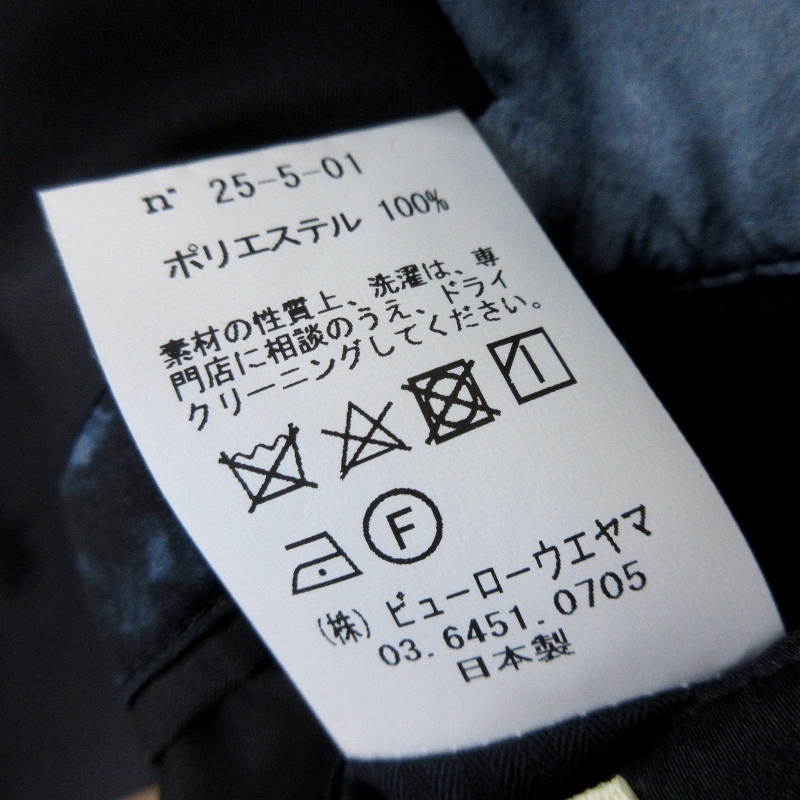 n° 25-5-01
ポリエステル 100%
素材の性質上、洗濯は、専
門店に相談のうえ、ドライ
クリーニングしてください。
F
(株) ビューローウエヤマ
03. 6451. 0705
日本製